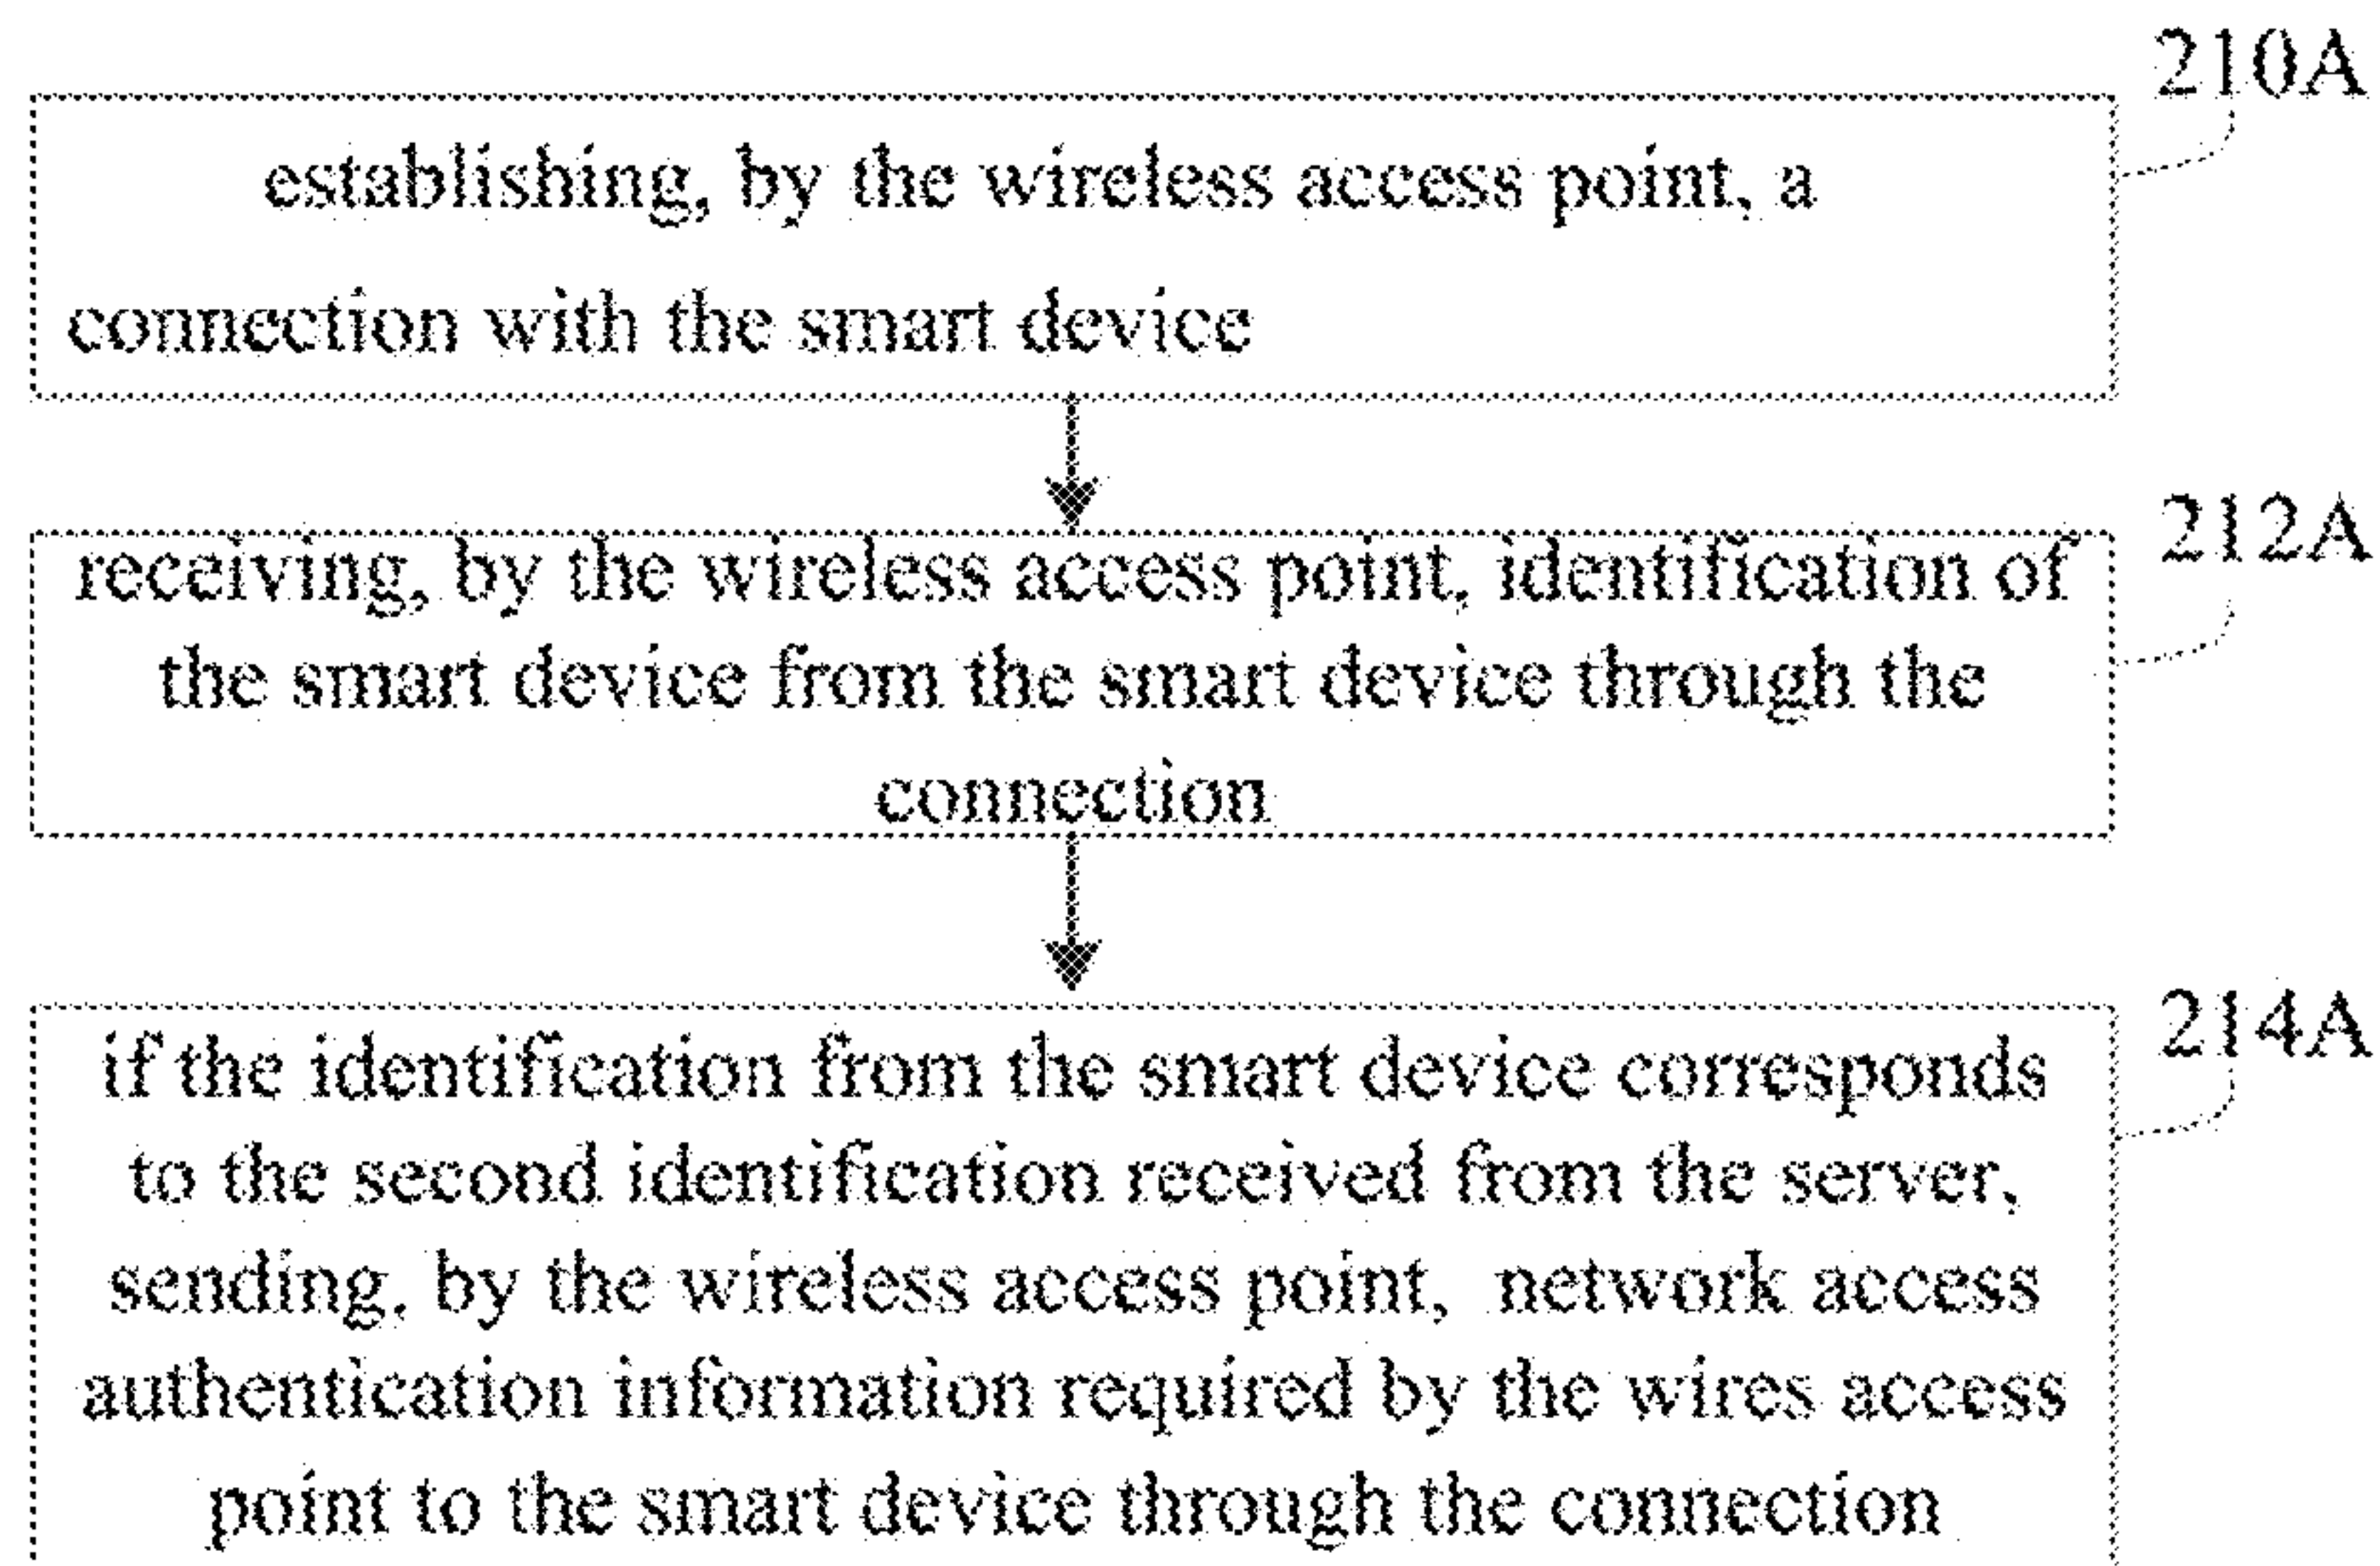 210A
establishing, by the wireless access point, a
connection with the smart device
212A
receiving, by the wireless access point, identification of
the smart device from the smart device through the
connection
214A
if the identification from the smart device corresponds
to the second identification received from the server,
sending, by the wireless access point, network access
authentication information required by the wires access
point to the smart device through the connection